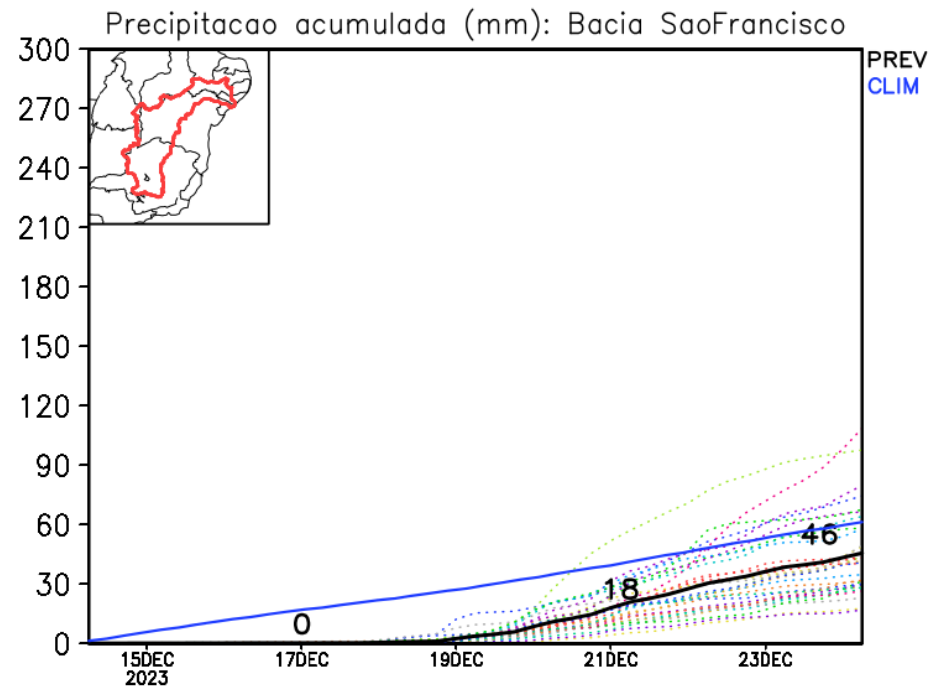 Precipitacao acumulada (mm): Bacia SaoFrancisco
PREV
CLIM
300
270
240
210
180
150
120
90
60
30
0
0
18
46
15DEC
2023
17DEC
19DEC
21DEC
23DEC